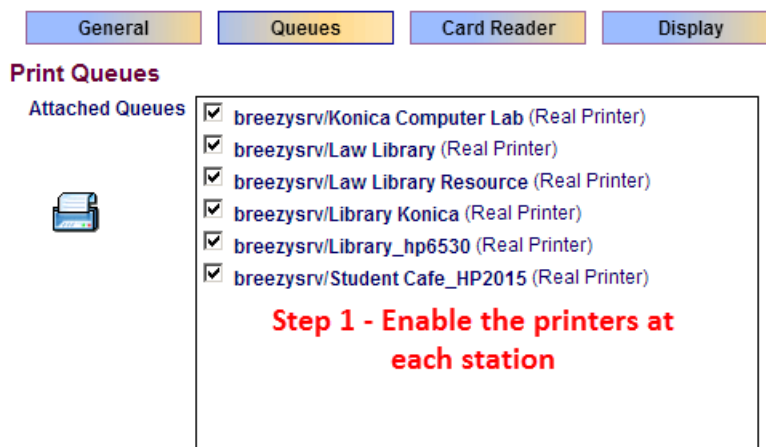 General Queues Card Reader Display
Print Queues
Attached Queues
breezysrv/Konica Computer Lab (Real Printer)
breezysrv/Law Library (Real Printer)
breezysrv/Law Library Resource (Real Printer)
breezysrv/Library Konica (Real Printer)
breezysrv/Library_hp6530 (Real Printer)
breezysrv/Student Cafe_HP2015 (Real Printer)
Step 1 - Enable the printers at
each station